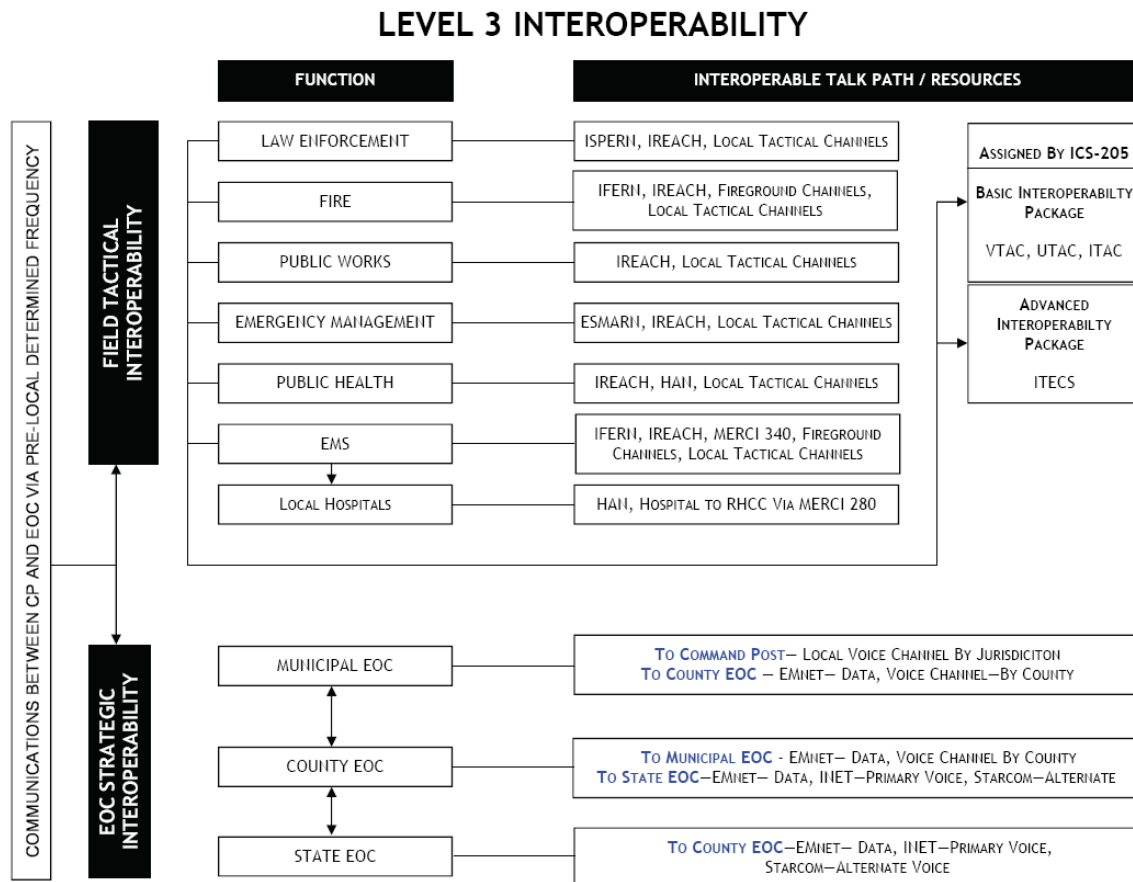 LEVEL 3 INTEROPERABILITY
FUNCTION
INTEROPERABLE TALK PATH / RESOURCES
COMMUNICATIONS BETWEEN CP AND EOC VIA PRE-LOCAL DETERMINED FREQUENCY
FIELD TACTICAL
INTEROPERABILITY
LAW ENFORCEMENT
ISPERN, IREACH, LOCAL TACTICAL CHANNELS
FIRE
IFERN, IREACH, FIREGROUND CHANNELS,
LOCAL TACTICAL CHANNELS
PUBLIC WORKS
IREACH, LOCAL TACTICAL CHANNELS
EMERGENCY MANAGEMENT
ESMARN, IREACH, LOCAL TACTICAL CHANNELS
PUBLIC HEALTH
IREACH, HAN, LOCAL TACTICAL CHANNELS
EMS
IFERN, IREACH, MERCI 340, FIREGROUND
CHANNELS, LOCAL TACTICAL CHANNELS
LOCAL HOSPITALS
HAN, HOSPITAL TO RHCC VIA MERCI 280
ASSIGNED BY ICS-205
BASIC INTEROPERABILTY
PACKAGE
VTAC, UTAC, ITAC
ADVANCED
INTEROPERABILTY
PACKAGE
ITECS
EOC STRATEGIC
INTEROPERABILITY
MUNICIPAL EOC
TO COMMAND POST— LOCAL VOICE CHANNEL BY JURISDICITON
TO COUNTY EOC – EMNET— DATA, VOICE CHANNEL—BY COUNTY
COUNTY EOC
TO MUNICIPAL EOC - EMNET— DATA, VOICE CHANNEL BY COUNTY
TO STATE EOC—EMNET— DATA, INET—PRIMARY VOICE, STARCOM—ALTERNATE
STATE EOC
TO COUNTY EOC—EMNET— DATA, INET—PRIMARY VOICE,
STARCOM—ALTERNATE VOICE